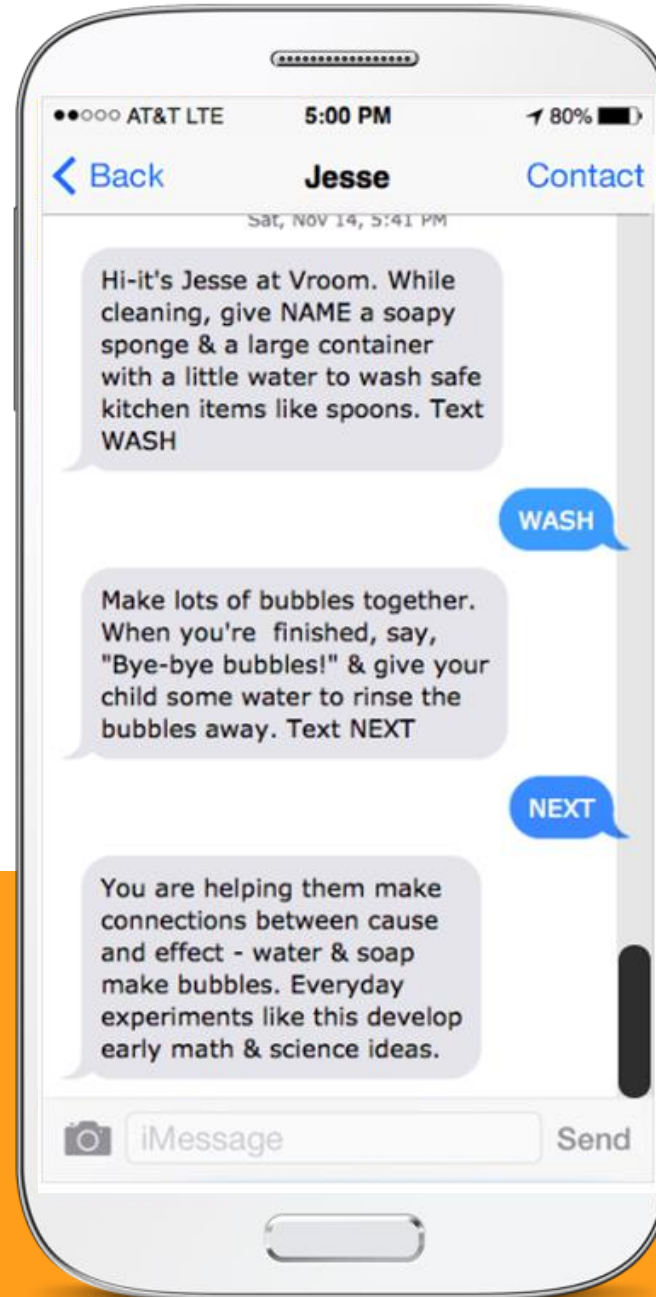 AT&T LTE 5:00 PM 80%
Back Jesse Contact
Sat, Nov 14, 5:41 PM
Hi-it's Jesse at Vroom. While
cleaning, give NAME a soapy
sponge & a large container
with a little water to wash safe
kitchen items like spoons. Text
WASH
WASH
Make lots of bubbles together.
When you're  finished, say,
"Bye-bye bubbles!" & give your
child some water to rinse the
bubbles away. Text NEXT
NEXT
You are helping them make
connections between cause
and effect - water & soap
make bubbles. Everyday
experiments like this develop
early math & science ideas.
iMessage Send